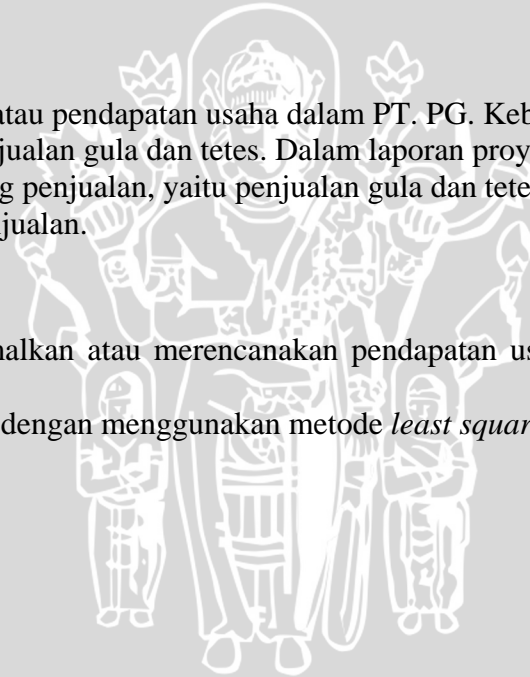 atau pendapatan usaha dalam PT. PG. Keb
jualan gula dan tetes. Dalam laporan proy
g penjualan, yaitu penjualan gula dan tete
jualan.
nalkan atau merencanakan pendapatan us
dengan menggunakan metode least squar